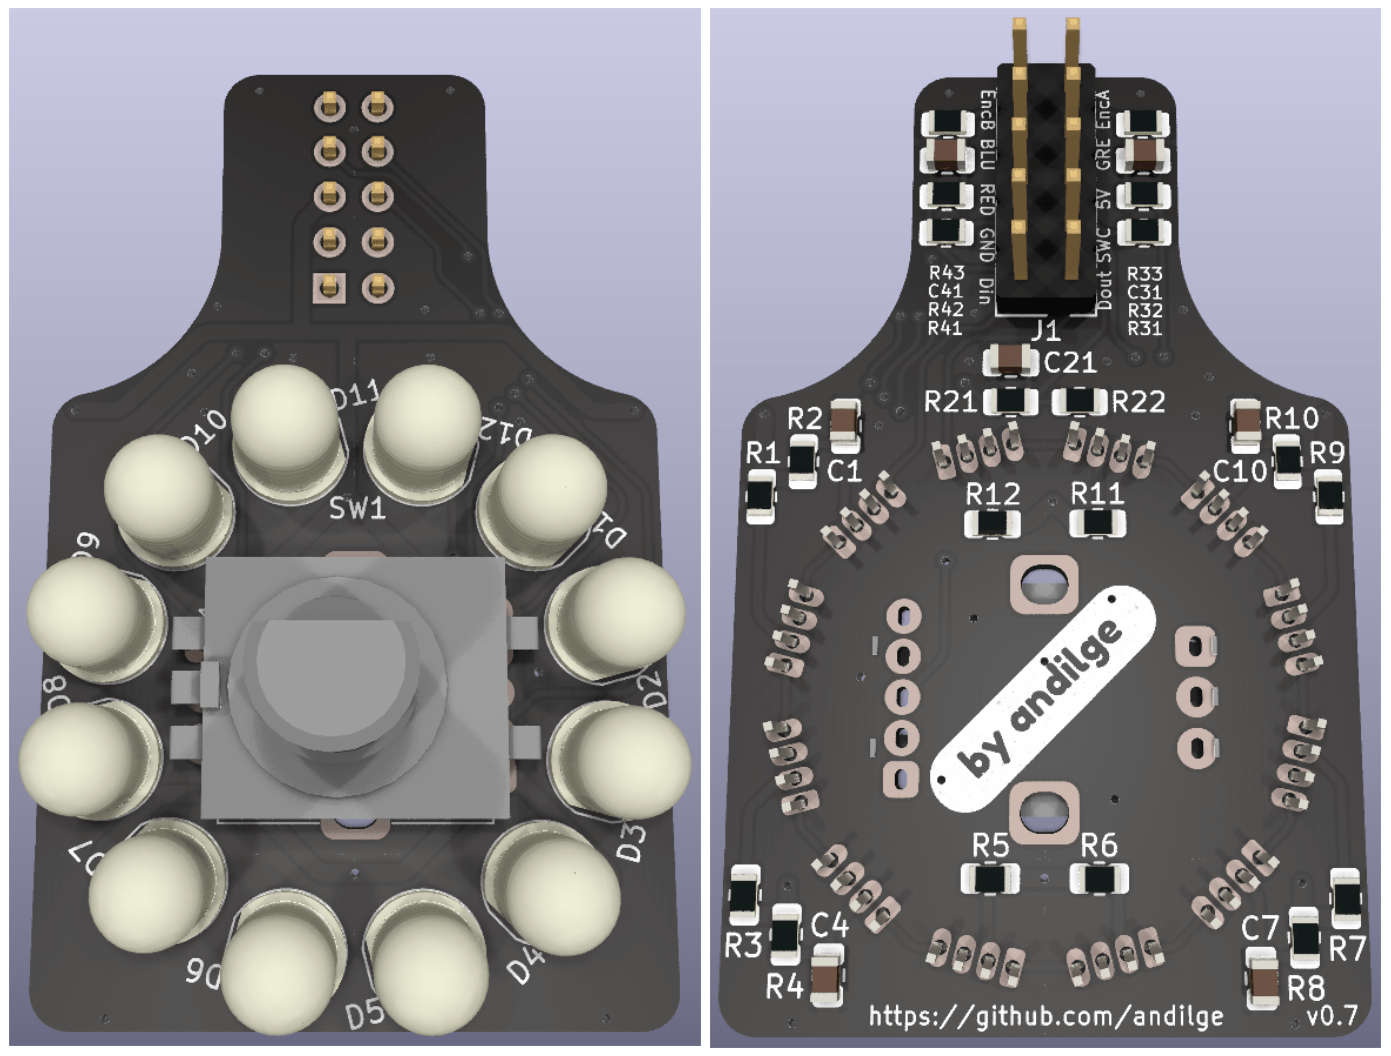 D11
D12
D10
D1
SW1
D9
D2
D8
D3
D7
D4
D6
D5
EncB BLU RED GND Din
EncA GRE 5V SWC Dout
R43
C41
R42
R41
R33
C31
R32
R31
J1
C21
R21
R22
R2
R1
C1
R10
C10
R9
R12
R11
by andilge
R5
R6
R3
C4
R4
C7
R7
R8
https://github.com/andilge
v0.7